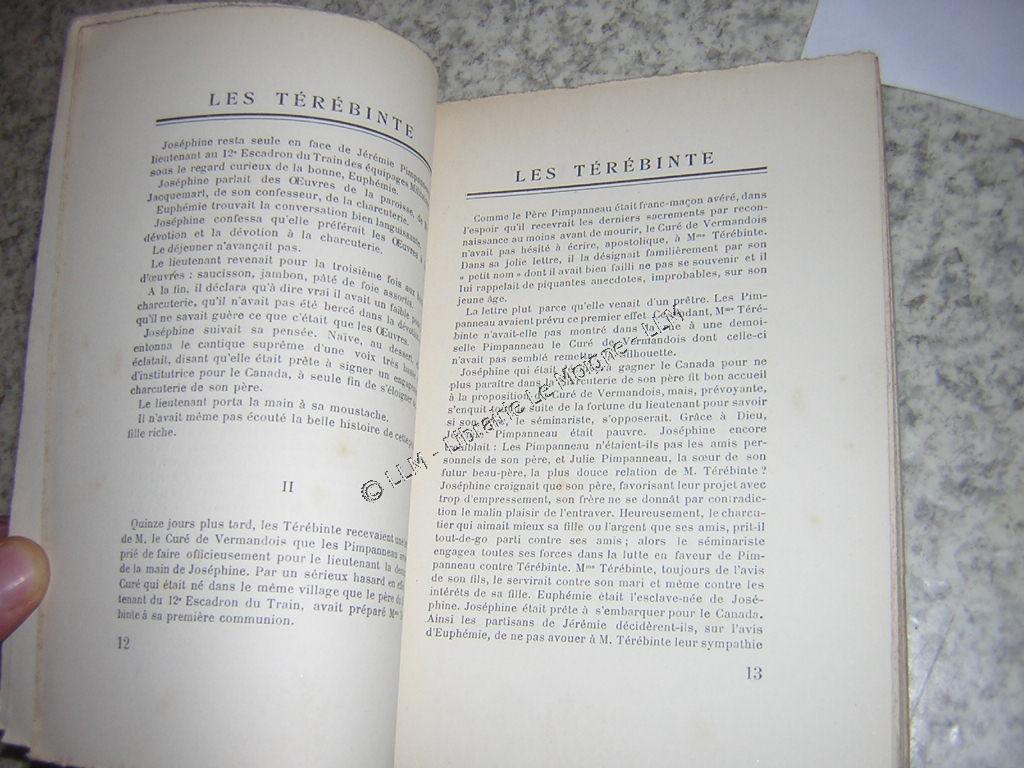 LES TÉRÉBINTE
Joséphine resta seule en face de Jérémie
lieutenant au 12e Escadron du Train des équipages
sous le regard curieux de la bonne, Euphémie.
Joséphine parlait des Œuvres de la paroisse, de
Jacquemart, de son confesseur, de la charcuterie.
Euphémie trouvait la conversation bien languissante.
Joséphine confessa qu'elle préférait les Œuvres à
dévotion et la dévotion à la charcuterie.
Le déjeuner n'avançait pas.
Le lieutenant revenait pour la troisième fois
d'œuvres : saucisson, jambon, pâté de foie assortis.
A la fin, il déclara qu'à dire vrai il avait un faible pour
charcuterie, qu'il n'avait pas été bercé dans la
qu'il ne savait guère ce que c'était que les Œuvres.
Joséphine suivait sa pensée. Naïve, au dessert,
entonna le cantique suprême d'une voix très
éclatait, disant qu'elle était prête à signer un
d'institutrice pour le Canada, à seule fin de s'éloigner
charcuterie de son père.
Le lieutenant porta la main à sa moustache.
Il n'avait même pas écouté la belle histoire de cette
fille riche.
II
Quinze jours plus tard, les Térébinte recevaient
de M. le Curé de Vermandois que les Pimpanneau
prié de faire officieusement pour le lieutenant la
de la main de Joséphine. Par un sérieux hasard en
Curé qui était né dans le même village que le père du
tenant du 12e Escadron du Train, avait préparé
binte à sa première communion.
12
LES TÉRÉBINTE
Comme le Père Pimpanneau était franc-maçon avéré, dans
l'espoir qu'il recevrait les derniers sacrements par recon-
naissance au moins avant de mourir, le Curé de Vermandois
n'avait pas hésité à écrire, apostolique, à Mme Térébinte.
Dans sa jolie lettre, il la désignait familièrement par son
« petit nom » dont il avait bien failli ne pas se souvenir et il
lui rappelait de piquantes anecdotes, improbables, sur son
jeune âge.
La lettre plut parce qu'elle venait d'un prêtre. Les Pim-
panneau avaient prévu ce premier effet. Cependant, Mme Téré-
binte n'avait-elle pas montré dans la rue à une demoi-
selle Pimpanneau le Curé de Vermandois dont celle-ci
n'avait pas semblé remettre la silhouette.
Joséphine qui était gagner le Canada pour ne
plus paraître dans la charcuterie de son père fit bon accueil
à la proposition du Curé de Vermandois, mais, prévoyante,
s'enquit tout de suite de la fortune du lieutenant pour savoir
si son le séminariste, s'opposerait. Grâce à Dieu,
Pimpanneau était pauvre. Joséphine encore
tremblait : Les Pimpanneau n'étaient-ils pas les amis per-
sonnels de son père, et Julie Pimpanneau, la sœur de son
futur beau-père, la plus douce relation de M. Térébinte ?
Joséphine craignait que son père, favorisant leur projet avec
trop d'empressement, son frère ne se donnât par contradic-
tion le malin plaisir de l'entraver. Heureusement, le charcu-
tier qui aimait mieux sa fille ou l'argent que ses amis, prit-il
tout-de-go parti contre ses amis ; alors le séminariste
engagea toutes ses forces dans la lutte en faveur de Pim-
panneau contre Térébinte. Mme Térébinte, toujours de l'avis
de son fils, le servirait contre son mari et même contre les
intérêts de sa fille. Euphémie était l'esclave-née de José-
phine. Joséphine était prête à s'embarquer pour le Canada.
Ainsi les partisans de Jérémie décidèrent-ils, sur l'avis
d'Euphémie, de ne pas avouer à M. Térébinte leur sympathie
13
© LLM - Librairie Le Moigne - LLM